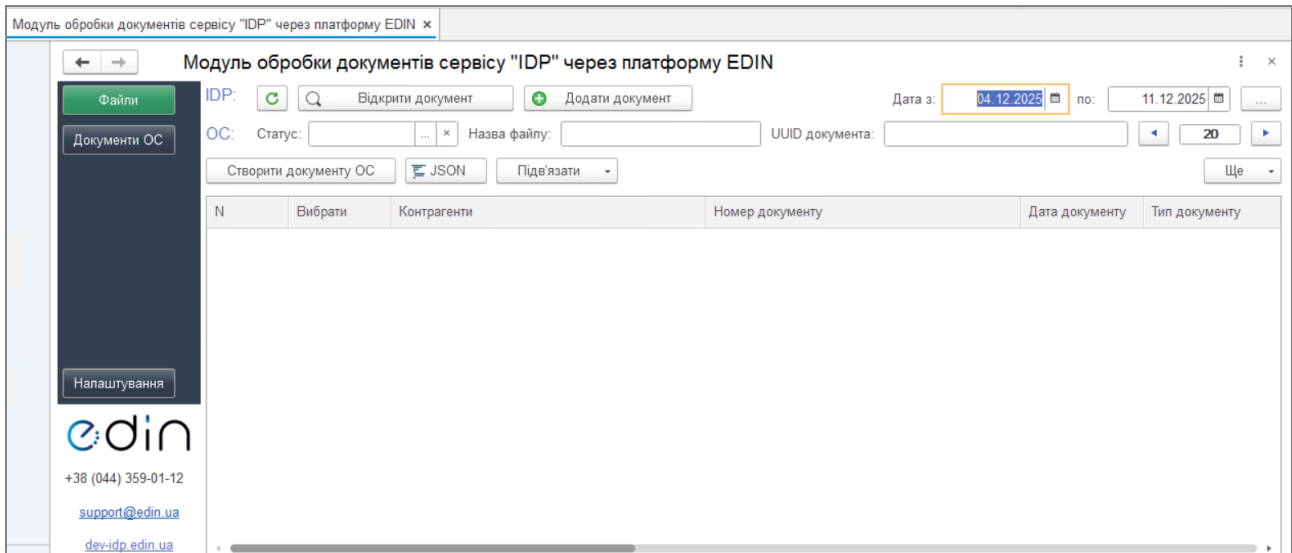 Модуль обробки документів сервісу "IDP" через платформу EDIN ×
Модуль обробки документів сервісу "IDP" через платформу EDIN
Файли
IDP: Відкрити документ Додати документ Дата з: 04.12.2025 по: 11.12.2025 ...
Документи ОС
ОС: Статус: ... × Назва файлу: UUID документа: 20
Створити документу ОС JSON Підв'язати Ще
N Вибрати Контрагенти Номер документу Дата документу Тип документу
Налаштування
edin
+38 (044) 359-01-12
support@edin.ua
dev-idp.edin.ua